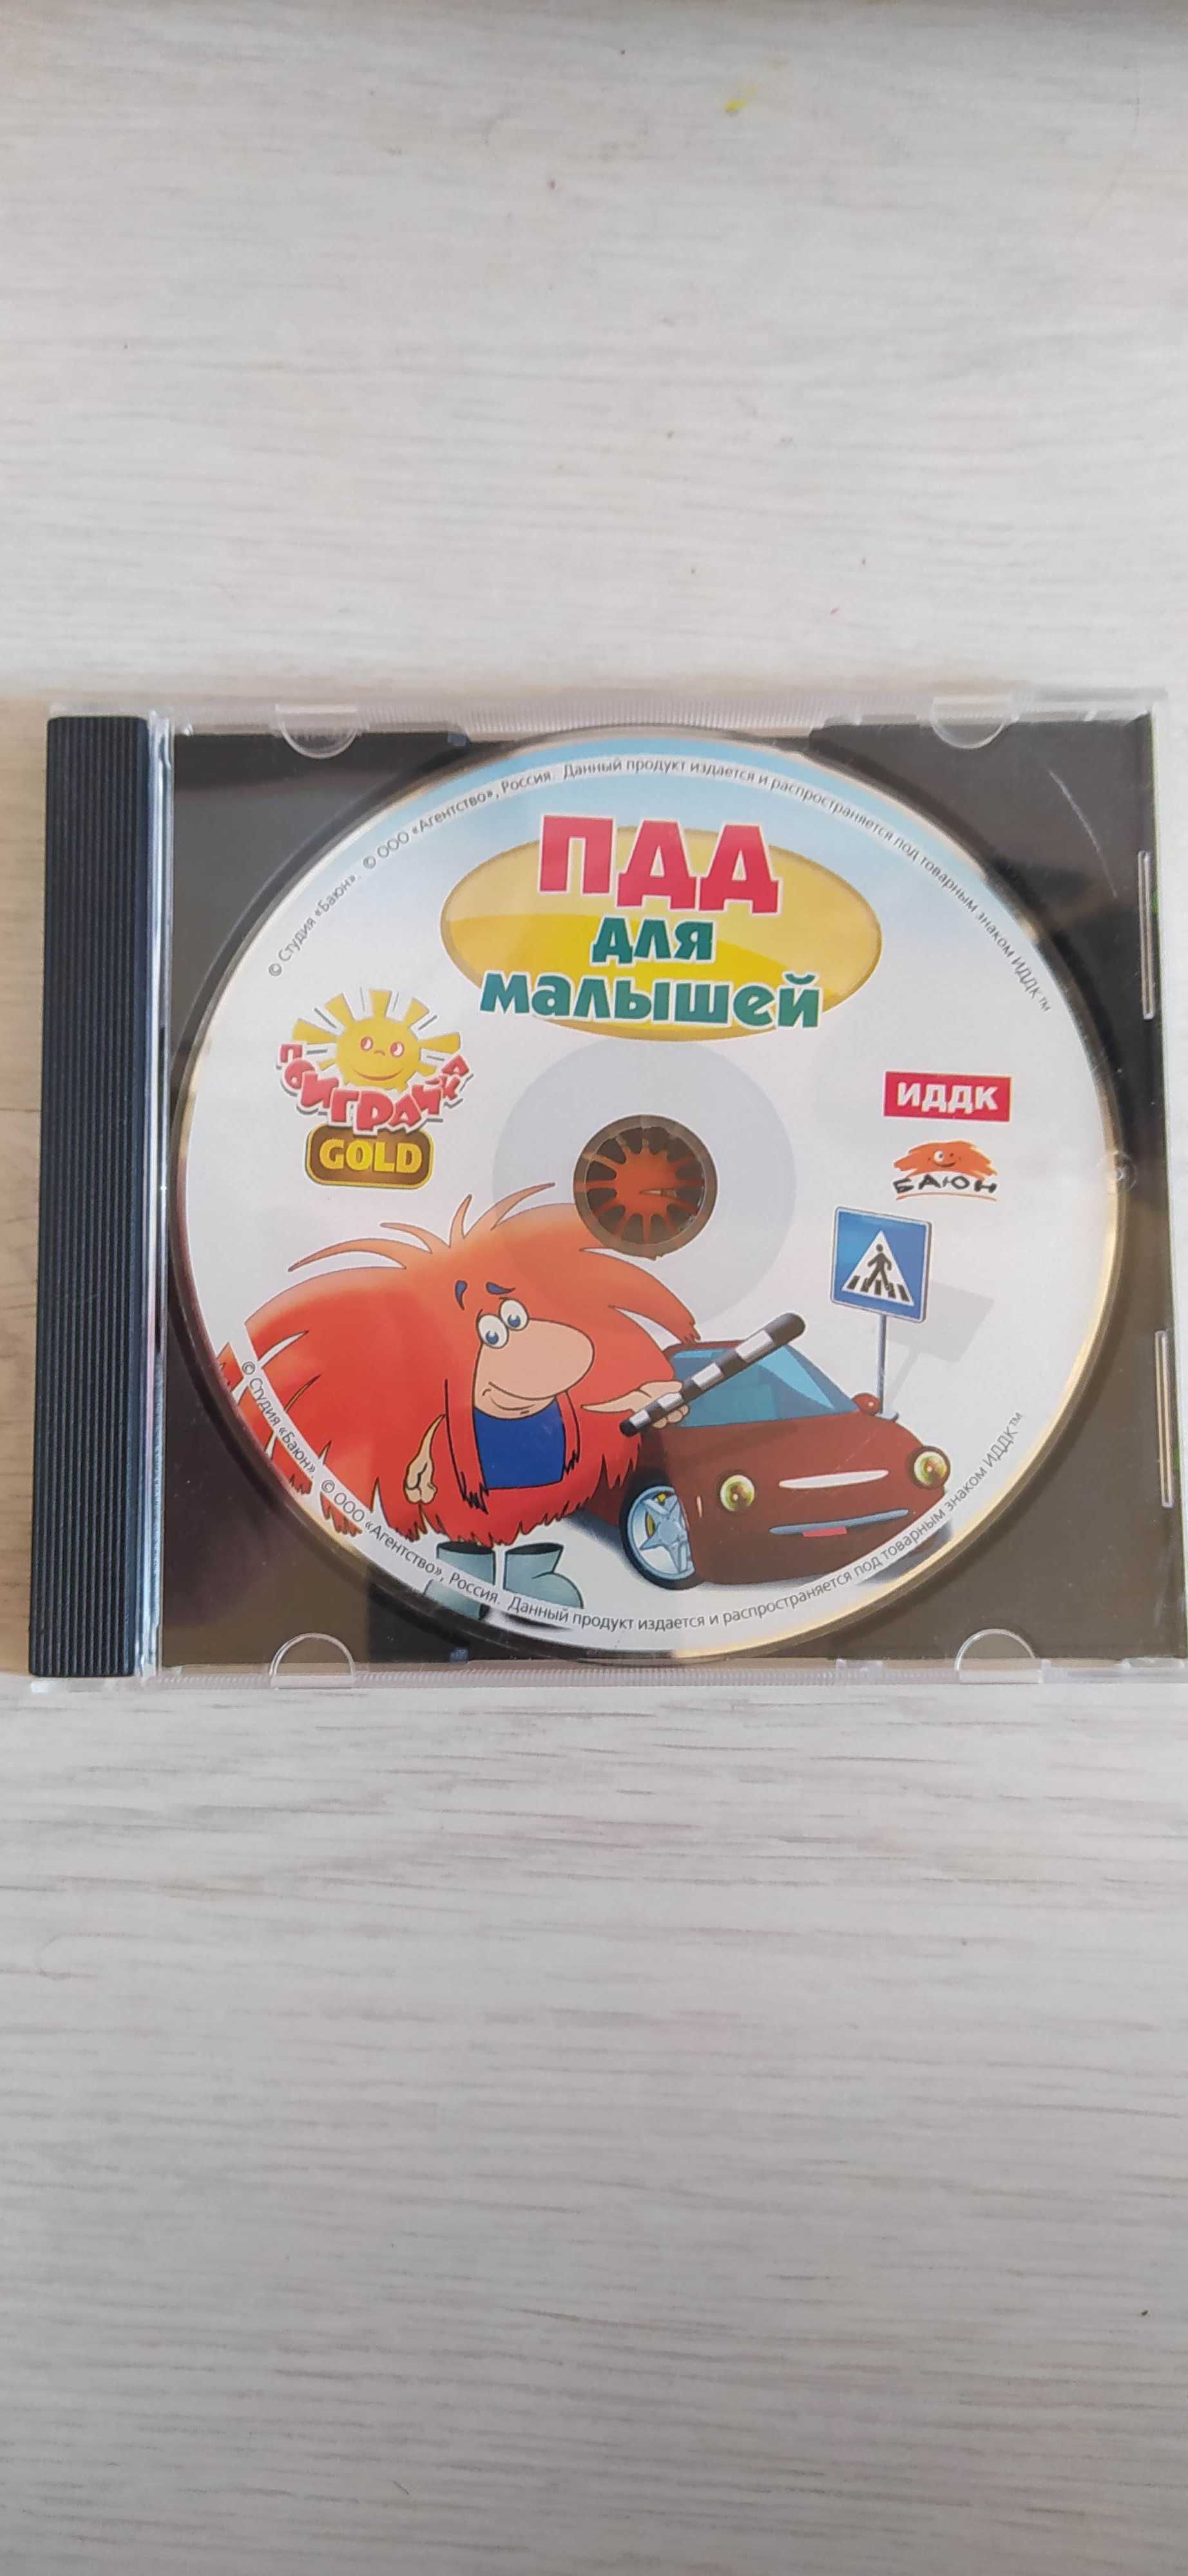 © Студия «Баюн». © ООО «Агентство», Россия. Данный продукт издается и распространяется под товарным знаком ИДДК™
ПДД
для
малышей
ПОИГРАЙКА
GOLD
ИДДК
БАЮН
© Студия «Баюн». © ООО «Агентство», Россия. Данный продукт издается и распространяется под товарным знаком ИДДК™